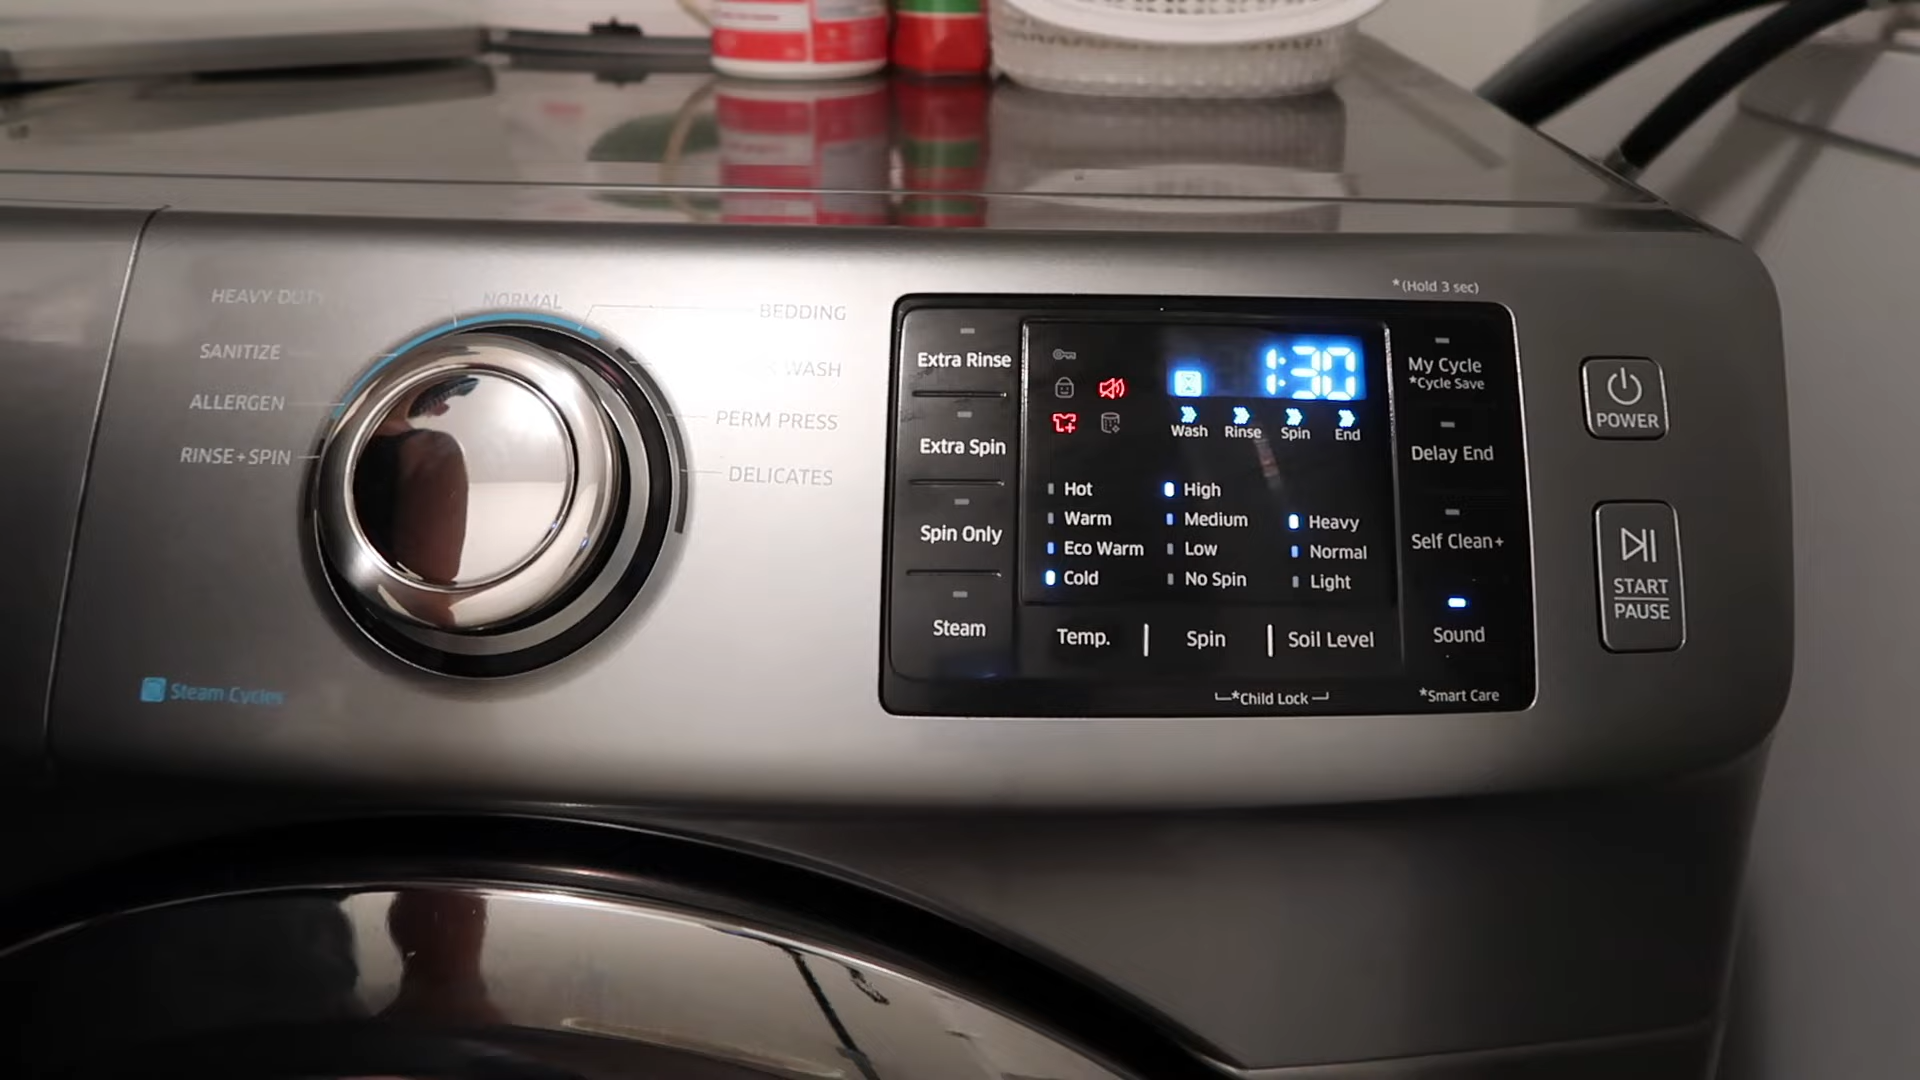 HEAVY DUTY
NORMAL
BEDDING
SANITIZE
WASH
ALLERGEN
PERM PRESS
RINSE+SPIN
DELICATES
Steam Cycles
*(Hold 3 sec)
Extra Rinse
Extra Spin
Spin Only
Steam
1:30
Wash Rinse Spin End
Hot
Warm
Eco Warm
Cold
High
Medium
Low
No Spin
Heavy
Normal
Light
Temp. | Spin | Soil Level
*Child Lock
My Cycle
*Cycle Save
Delay End
Self Clean+
Sound
*Smart Care
POWER
START
PAUSE